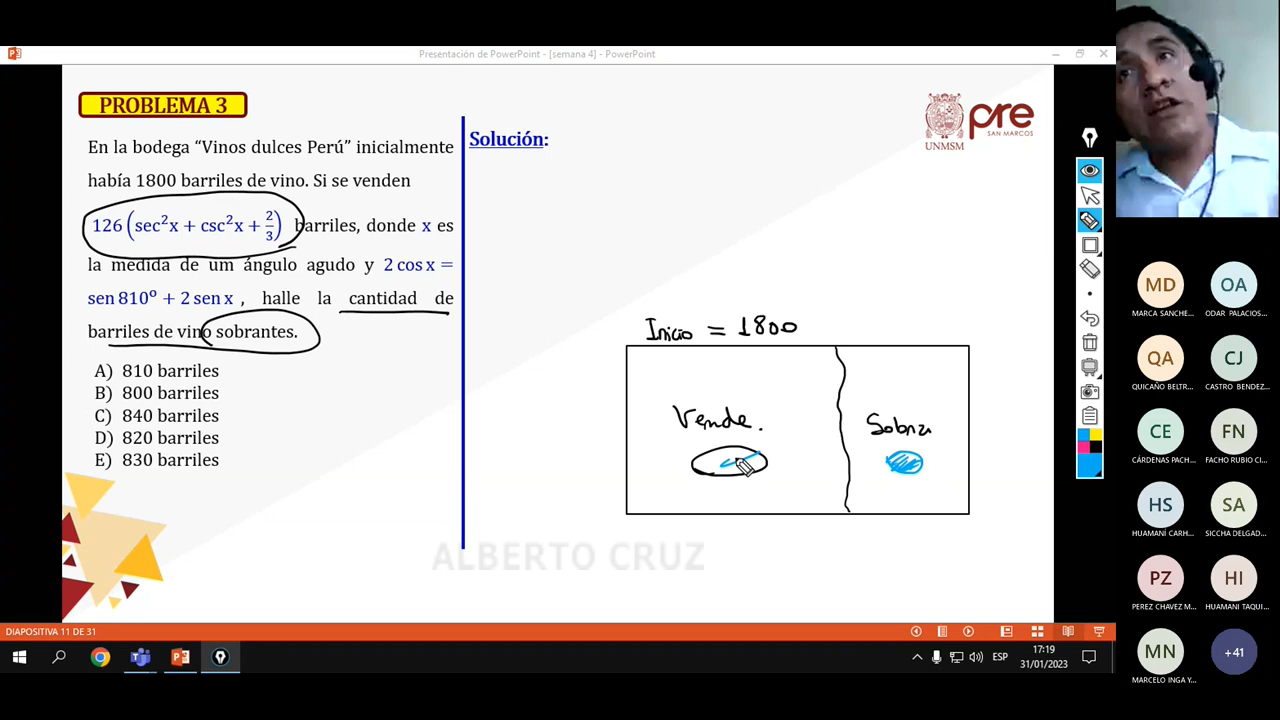 Presentación de PowerPoint - [semana 4] - PowerPoint
PROBLEMA 3
En la bodega “Vinos dulces Perú” inicialmente
había 1800 barriles de vino. Si se venden
126 (sec²x + csc²x + 2/3) barriles, donde x es
la medida de um ángulo agudo y 2 cos x =
sen 810° + 2 sen x , halle la cantidad de
barriles de vino sobrantes.
A) 810 barriles
B) 800 barriles
C) 840 barriles
D) 820 barriles
E) 830 barriles
Solución:
UNMSM
pre
SAN MARCOS
Inicio = 1800
Vende.
Sobra
ALBERTO CRUZ
MD
MARCA SANCHE...
OA
ODAR PALACIOS...
QA
QUICAÑO BELTR...
CJ
CASTRO BENDEZ...
CE
CÁRDENAS PACH...
FN
FACHO RUBIO CI...
HS
HUAMANÍ CARH...
SA
SICCHA DELGAD...
PZ
PEREZ CHAVEZ M...
HI
HUAMANI TAQUI...
MN
MARCELO INGA Y...
+41
DIAPOSITIVA 11 DE 31
ESP
17:19
31/01/2023